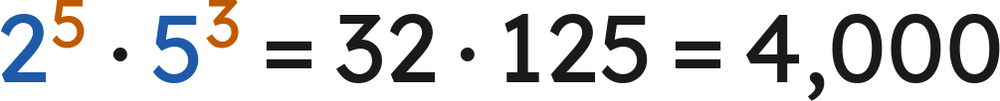 2⁵ · 5³ = 32 · 125 = 4,000